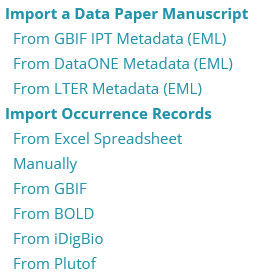 Import a Data Paper Manuscript
From GBIF IPT Metadata (EML)
From DataONE Metadata (EML)
From LTER Metadata (EML)
Import Occurrence Records
From Excel Spreadsheet
Manually
From GBIF
From BOLD
From iDigBio
From Plutof